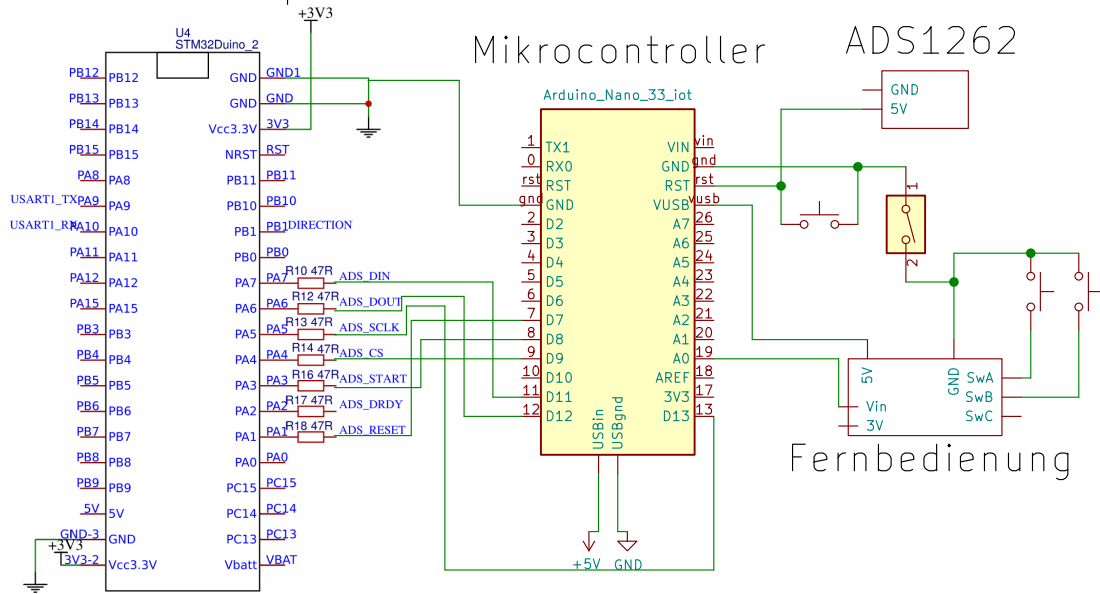 +3V3
U4
STM32Duino_2
Mikrocontroller
ADS1262
PB12 PB12 GND GND1
PB13 PB13 GND GND
PB14 PB14 Vcc3.3V 3V3
PB15 PB15 NRST RST
PA8 PA8 PB11 PB11
USART1_TX PA9 PA9 PB10 PB10
USART1_RX PA10 PA10 PB1 PB1 DIRECTION
PA11 PA11 PB0 PB0
PA12 PA12 PA7 PA7 R10 47R ADS_DIN
PA15 PA15 PA6 PA6 R12 47R ADS_DOUT
PB3 PB3 PA5 PA5 R13 47R ADS_SCLK
PB4 PB4 PA4 PA4 R14 47R ADS_CS
PB5 PB5 PA3 PA3 R16 47R ADS_START
PB6 PB6 PA2 PA2 R17 47R ADS_DRDY
PB7 PB7 PA1 PA1 R18 47R ADS_RESET
PB8 PB8 PA0 PA0
PB9 PB9 PC15 PC15
5V 5V PC14 PC14
GND-3 GND PC13 PC13
+3V3
3V3-2 Vcc3.3V Vbatt VBAT
Arduino_Nano_33_iot
1 TX1 VIN vin
0 RX0 GND gnd
rst RST RST rst
gnd GND VUSB vusb
2 D2 A7 26
3 D3 A6 25
4 D4 A5 24
5 D5 A4 23
6 D6 A3 22
7 D7 A2 21
8 D8 A1 20
9 D9 A0 19
10 D10 AREF 18
11 D11 3V3 17
12 D12 D13 13
USBin USBgnd
+5V GND
GND
5V
1
2
5V GND SwA
Vin SwB
3V SwC
Fernbedienung